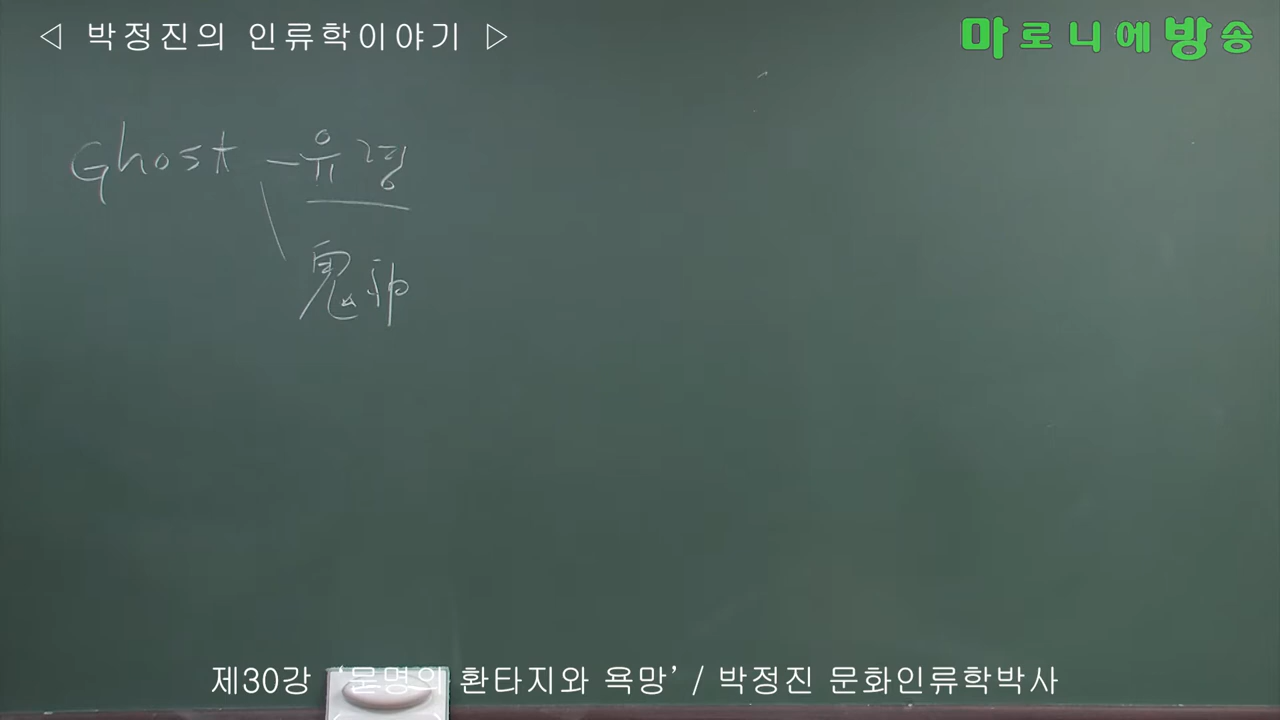 ◁ 박정진의 인류학이야기 ▷
마로니에방송
Ghost - 유령
鬼神
제30강 ‘문명의 환타지와 욕망’ / 박정진 문화인류학박사